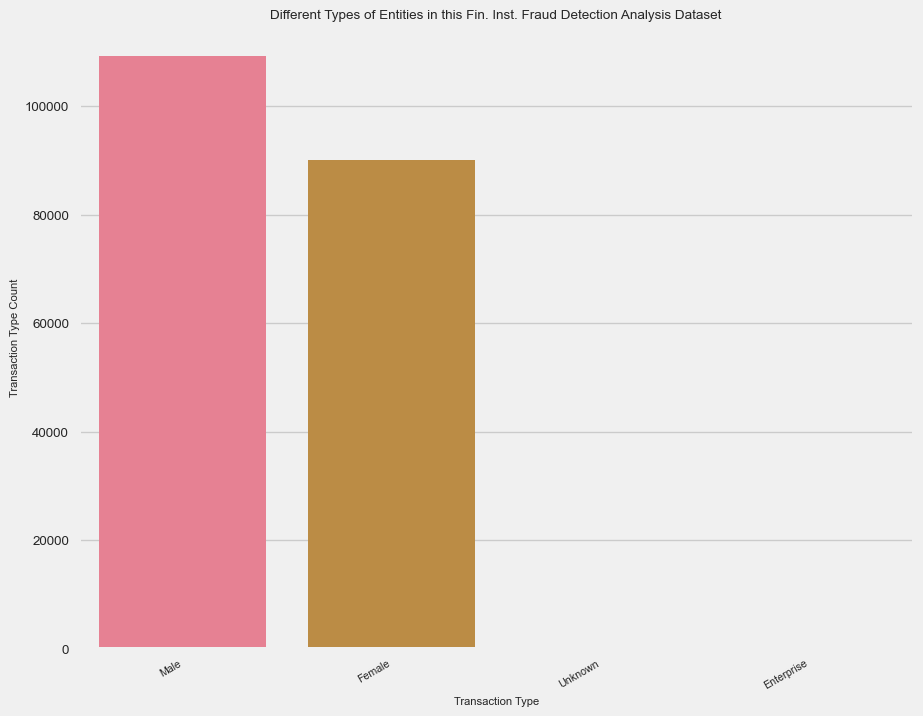 Different Types of Entities in this Fin. Inst. Fraud Detection Analysis Dataset
Transaction Type Count
100000
80000
60000
40000
20000
0
Male
Female
Unknown
Enterprise
Transaction Type